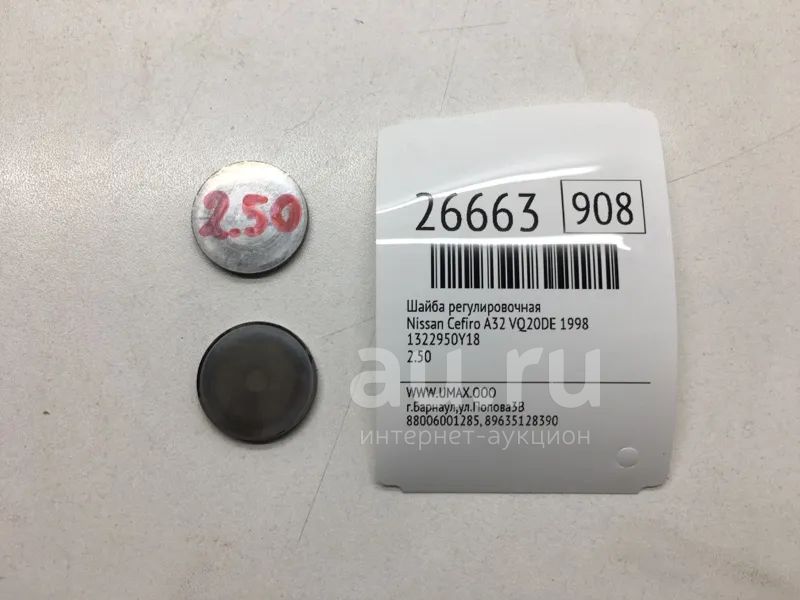 2.50
26663 908
Шайба регулировочная
Nissan Cefiro A32 VQ20DE 1998
1322950Y18
2.50
WWW.UMAX.OOO
г.Барнаул,ул.Попова3В
88006001285, 89635128390
au.ru
интернет-аукцион